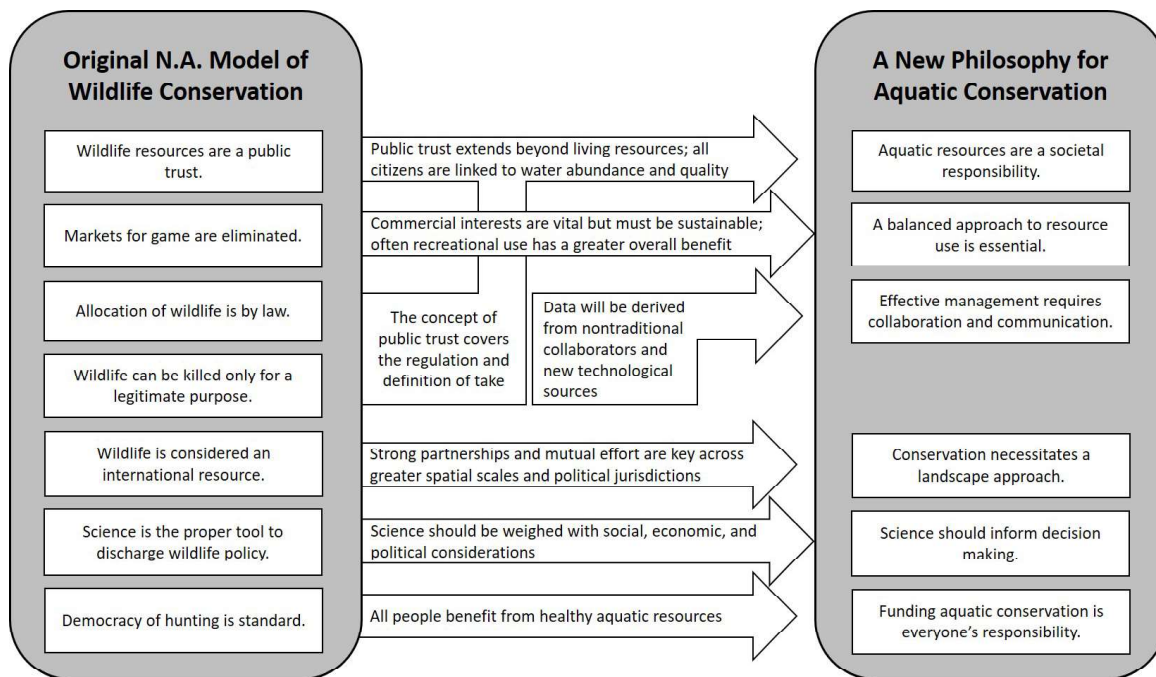 Original N.A. Model of
Wildlife Conservation
Wildlife resources are a public
trust.
Markets for game are eliminated.
Allocation of wildlife is by law.
Wildlife can be killed only for a
legitimate purpose.
Wildlife is considered an
international resource.
Science is the proper tool to
discharge wildlife policy.
Democracy of hunting is standard.
Public trust extends beyond living resources; all
citizens are linked to water abundance and quality
Commercial interests are vital but must be sustainable;
often recreational use has a greater overall benefit
The concept of
public trust covers
the regulation and
definition of take
Data will be derived
from nontraditional
collaborators and
new technological
sources
Strong partnerships and mutual effort are key across
greater spatial scales and political jurisdictions
Science should be weighed with social, economic, and
political considerations
All people benefit from healthy aquatic resources
A New Philosophy for
Aquatic Conservation
Aquatic resources are a societal
responsibility.
A balanced approach to resource
use is essential.
Effective management requires
collaboration and communication.
Conservation necessitates a
landscape approach.
Science should inform decision
making.
Funding aquatic conservation is
everyone’s responsibility.